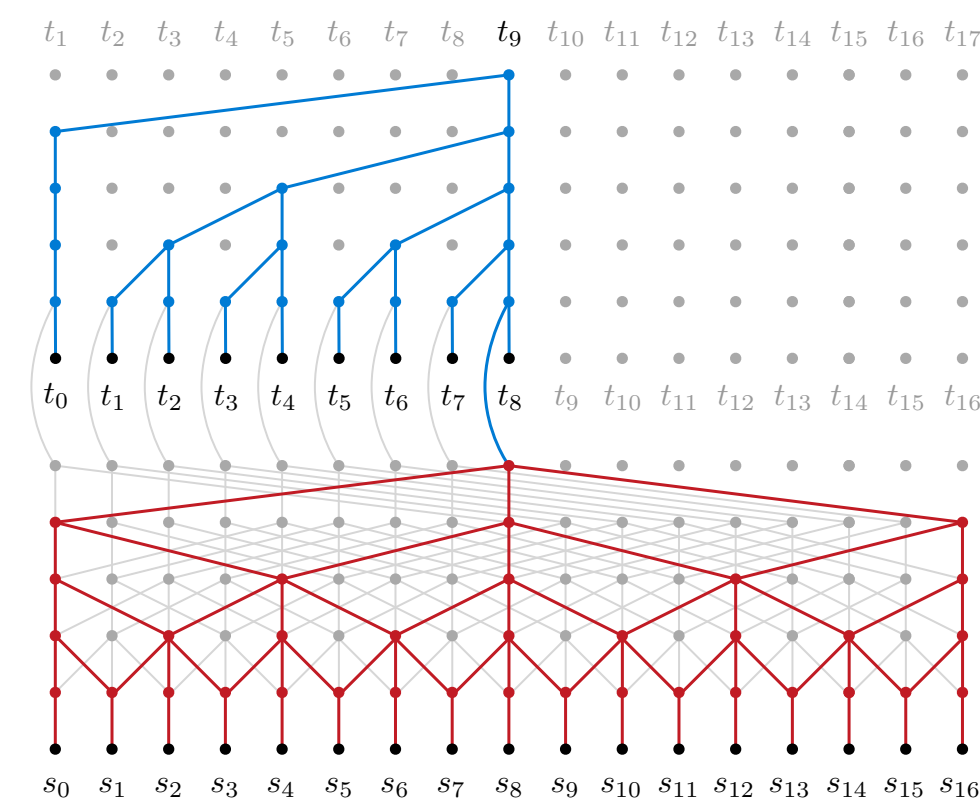 t₁ t₂ t₃ t₄ t₅ t₆ t₇ t₈ t₉ t₁₀ t₁₁ t₁₂ t₁₃ t₁₄ t₁₅ t₁₆ t₁₇
t₀ t₁ t₂ t₃ t₄ t₅ t₆ t₇ t₈ t₉ t₁₀ t₁₁ t₁₂ t₁₃ t₁₄ t₁₅ t₁₆
s₀ s₁ s₂ s₃ s₄ s₅ s₆ s₇ s₈ s₉ s₁₀ s₁₁ s₁₂ s₁₃ s₁₄ s₁₅ s₁₆